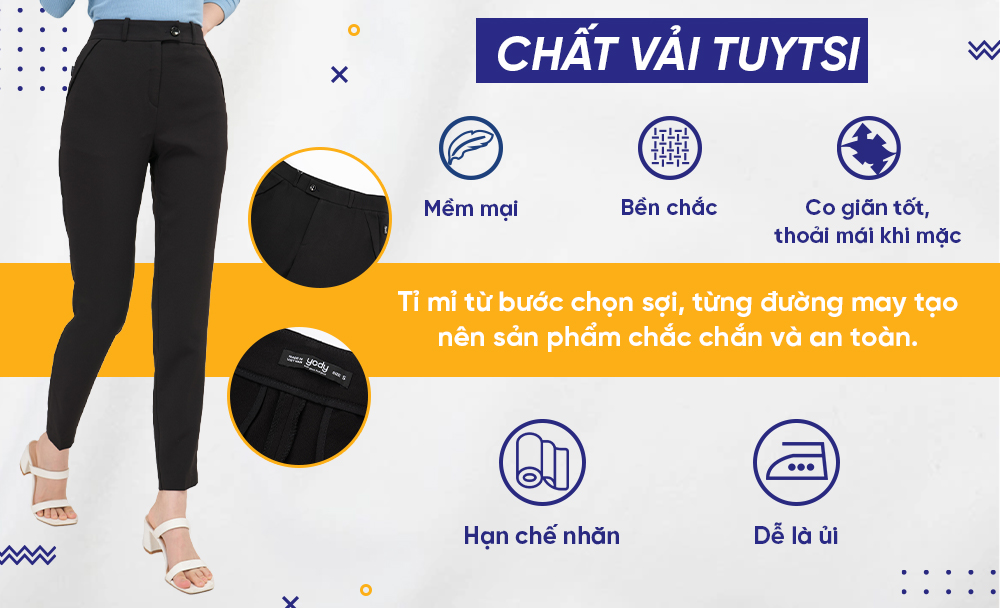 CHẤT VẢI TUYTSI
Mềm mại
Bền chắc
Co giãn tốt,
thoải mái khi mặc
Tỉ mỉ từ bước chọn sợi, từng đường may tạo
nên sản phẩm chắc chắn và an toàn.
yody
SIZE S
Hạn chế nhăn
Dễ là ủi